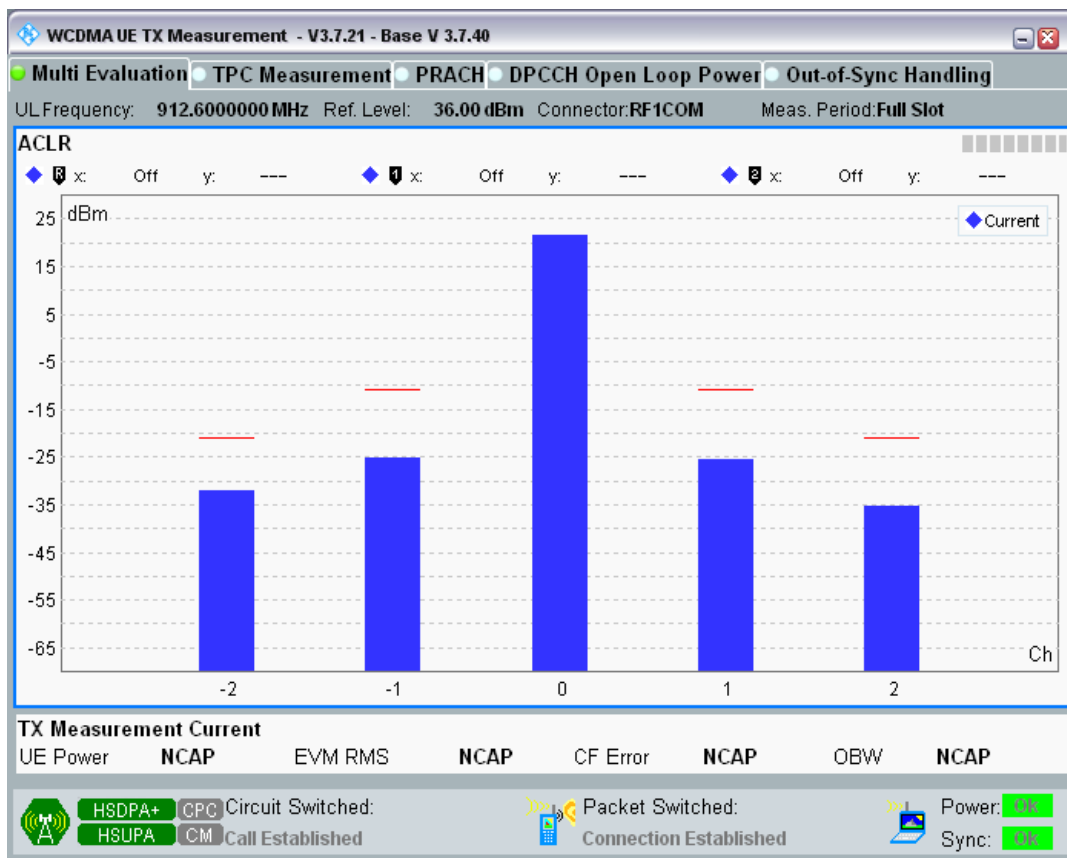 WCDMA UE TX Measurement - V3.7.21 - Base V 3.7.40
Multi Evaluation TPC Measurement PRACH DPCCH Open Loop Power Out-of-Sync Handling
UL Frequency: 912.6000000 MHz Ref. Level: 36.00 dBm Connector:RF1COM Meas. Period:Full Slot
ACLR
R x: Off y: --- 1 x: Off y: --- 2 x: Off y: ---
dBm
Current
25
15
5
-5
-15
-25
-35
-45
-55
-65
Ch
-2 -1 0 1 2
TX Measurement Current
UE Power NCAP EVM RMS NCAP CF Error NCAP OBW NCAP
HSDPA+ CPC Circuit Switched: Packet Switched: Power: Ok
HSUPA CM Call Established Connection Established Sync: Ok